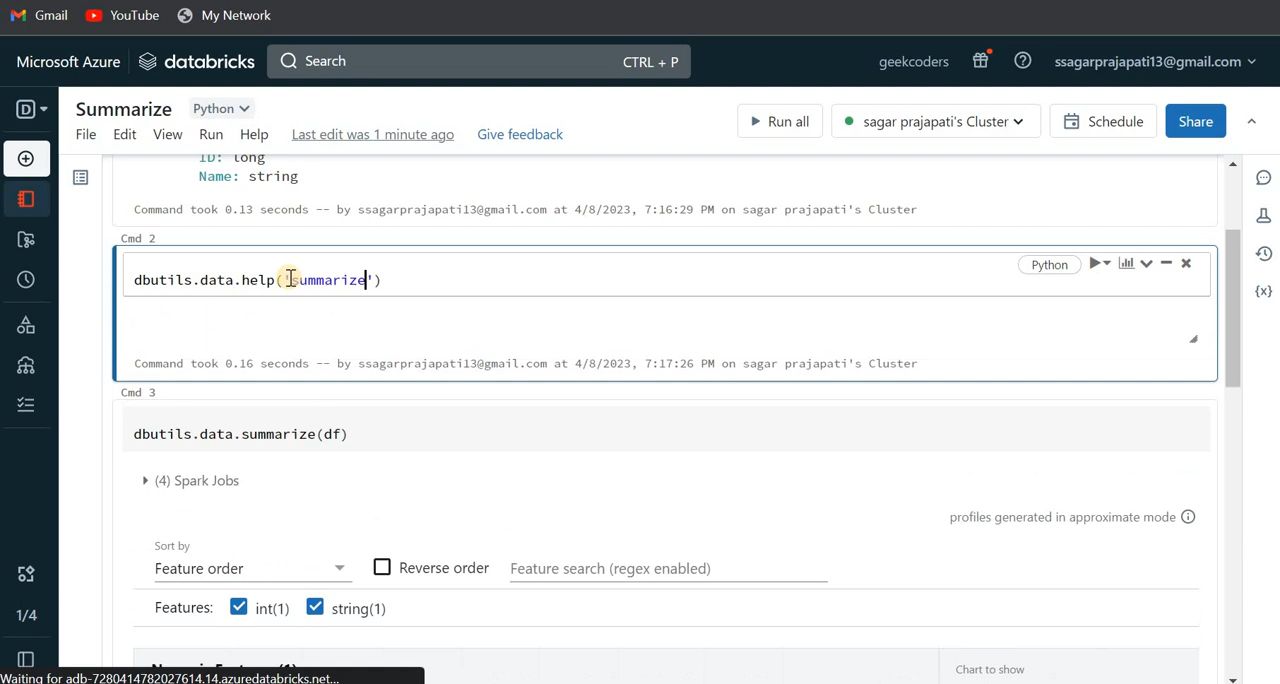 Gmail YouTube My Network
Microsoft Azure databricks Search CTRL + P geekcoders ssagarprajapati13@gmail.com
D Summarize Python Run all sagar prajapati's Cluster Schedule Share
File Edit View Run Help Last edit was 1 minute ago Give feedback
ID: long
Name: string
Command took 0.13 seconds -- by ssagarprajapati13@gmail.com at 4/8/2023, 7:16:29 PM on sagar prajapati's Cluster
Cmd 2
Python
dbutils.data.help('summarize')
Command took 0.16 seconds -- by ssagarprajapati13@gmail.com at 4/8/2023, 7:17:26 PM on sagar prajapati's Cluster
Cmd 3
dbutils.data.summarize(df)
(4) Spark Jobs
profiles generated in approximate mode
Sort by
Feature order Reverse order Feature search (regex enabled)
Features: int(1) string(1)
1/4
Numeric Features (1) Chart to show
Waiting for adb-7280414782027614.14.azuredatabricks.net...